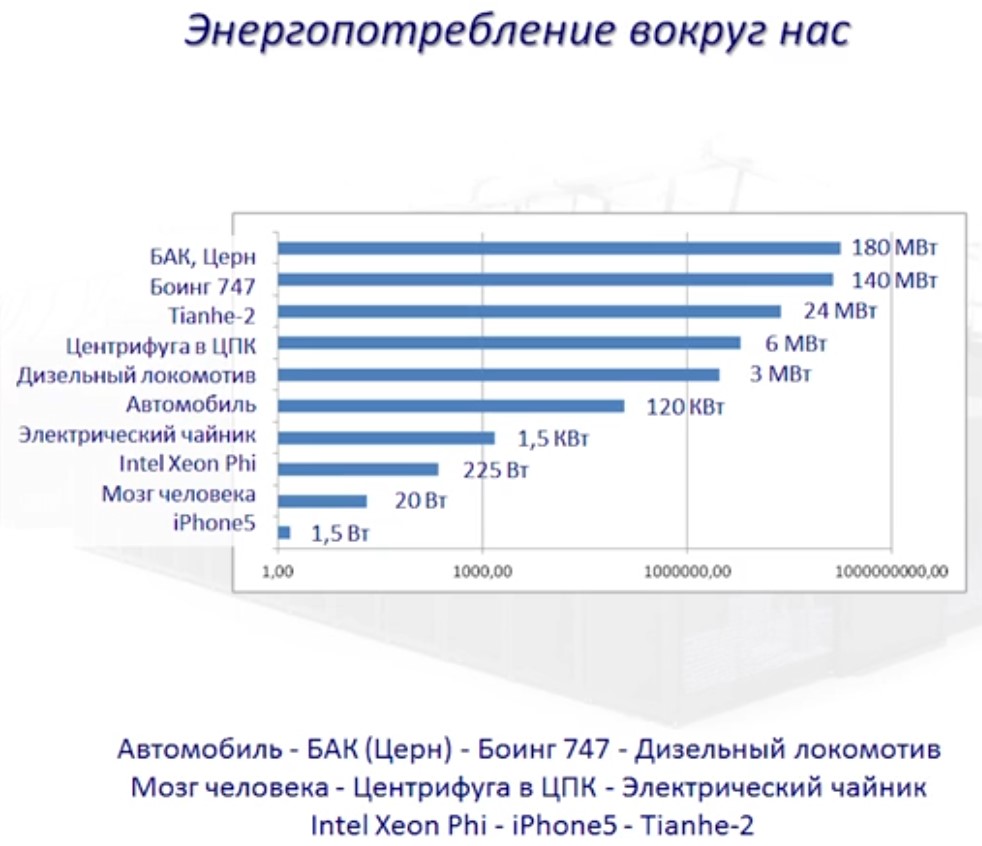 Энергопотребление вокруг нас
БАК, Церн
180 МВт
Боинг 747
140 МВт
Tianhe-2
24 МВт
Центрифуга в ЦПК
6 МВт
Дизельный локомотив
3 МВт
Автомобиль
120 КВт
Электрический чайник
1,5 КВт
Intel Xeon Phi
225 Вт
Мозг человека
20 Вт
iPhone5
1,5 Вт
1,00 1000,00 1000000,00 1000000000,00
Автомобиль - БАК (Церн) - Боинг 747 - Дизельный локомотив
Мозг человека - Центрифуга в ЦПК - Электрический чайник
Intel Xeon Phi - iPhone5 - Tianhe-2